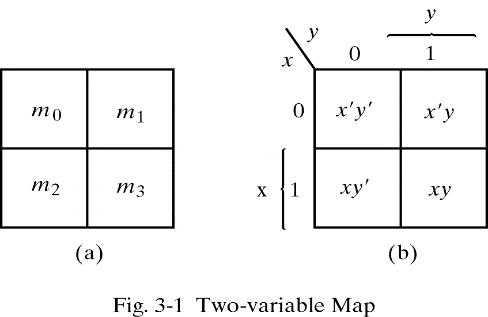 y
y
x
0 1
m0 m1
0 x′y′ x′y
m2 m3
x 1 xy′ xy
(a) (b)
Fig. 3-1 Two-variable Map